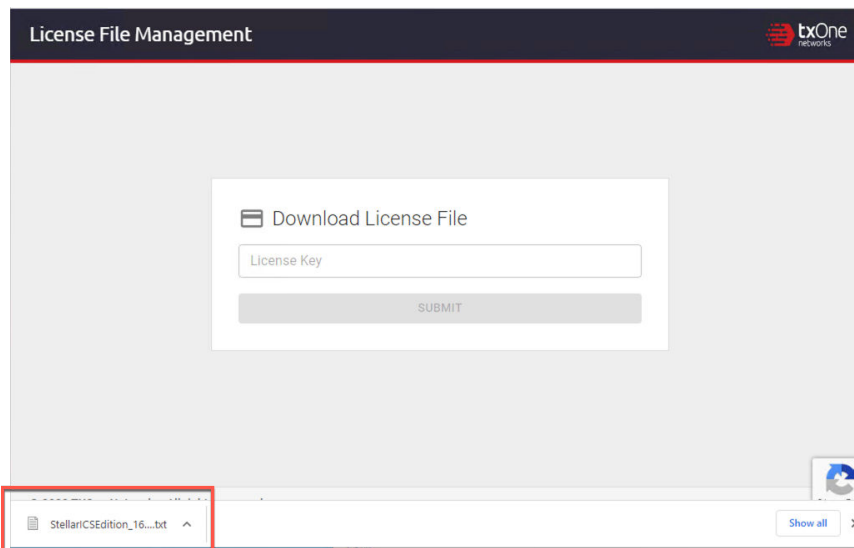 License File Management
txOne
networks
Download License File
License Key
SUBMIT
StellarICSEdition_16....txt
Show all